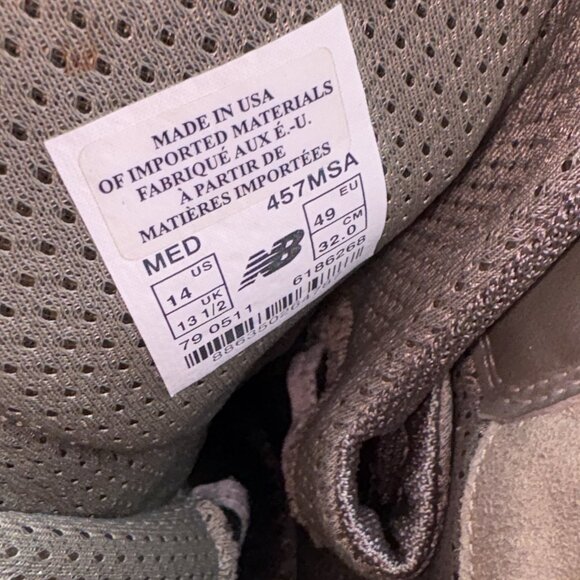 MADE IN USA
OF IMPORTED MATERIALS
FABRIQUÉ AUX É.-U.
À PARTIR DE
MATIÈRES IMPORTÉES
MED 457MSA
14 US 49 EU
13 1/2 UK 32.0 CM
NB
79 0511 6186268